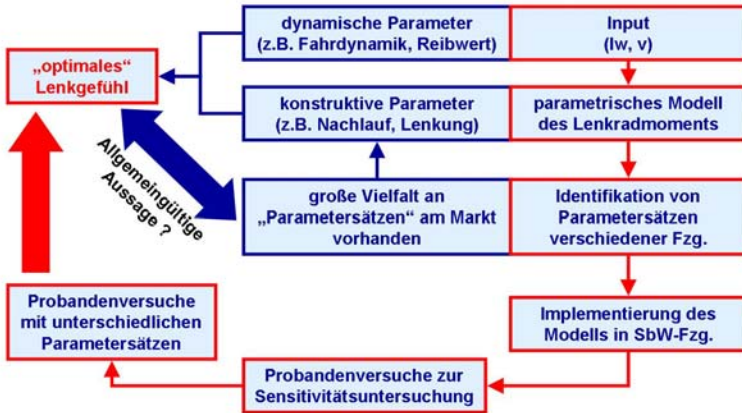 dynamische Parameter
(z.B. Fahrdynamik, Reibwert)
Input
(lw, v)
„optimales“
Lenkgefühl
konstruktive Parameter
(z.B. Nachlauf, Lenkung)
parametrisches Modell
des Lenkradmoments
Allgemeingültige
Aussage ?
große Vielfalt an
„Parametersätzen“ am Markt
vorhanden
Identifikation von
Parametersätzen
verschiedener Fzg.
Probandenversuche
mit unterschiedlichen
Parametersätzen
Implementierung des
Modells in SbW-Fzg.
Probandenversuche zur
Sensitivitätsuntersuchung